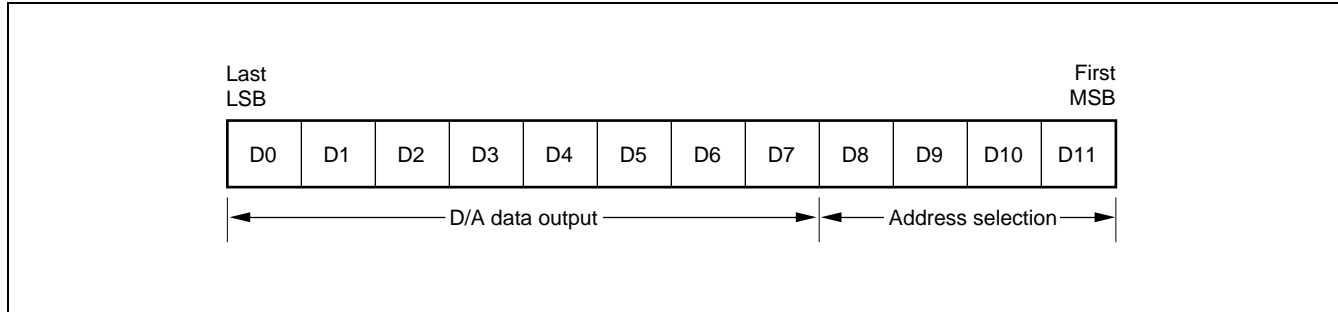 Last
LSB
First
MSB
D0 D1 D2 D3 D4 D5 D6 D7 D8 D9 D10 D11
D/A data output
Address selection